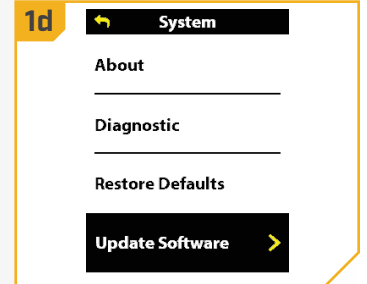 1d
System
About
Diagnostic
Restore Defaults
Update Software